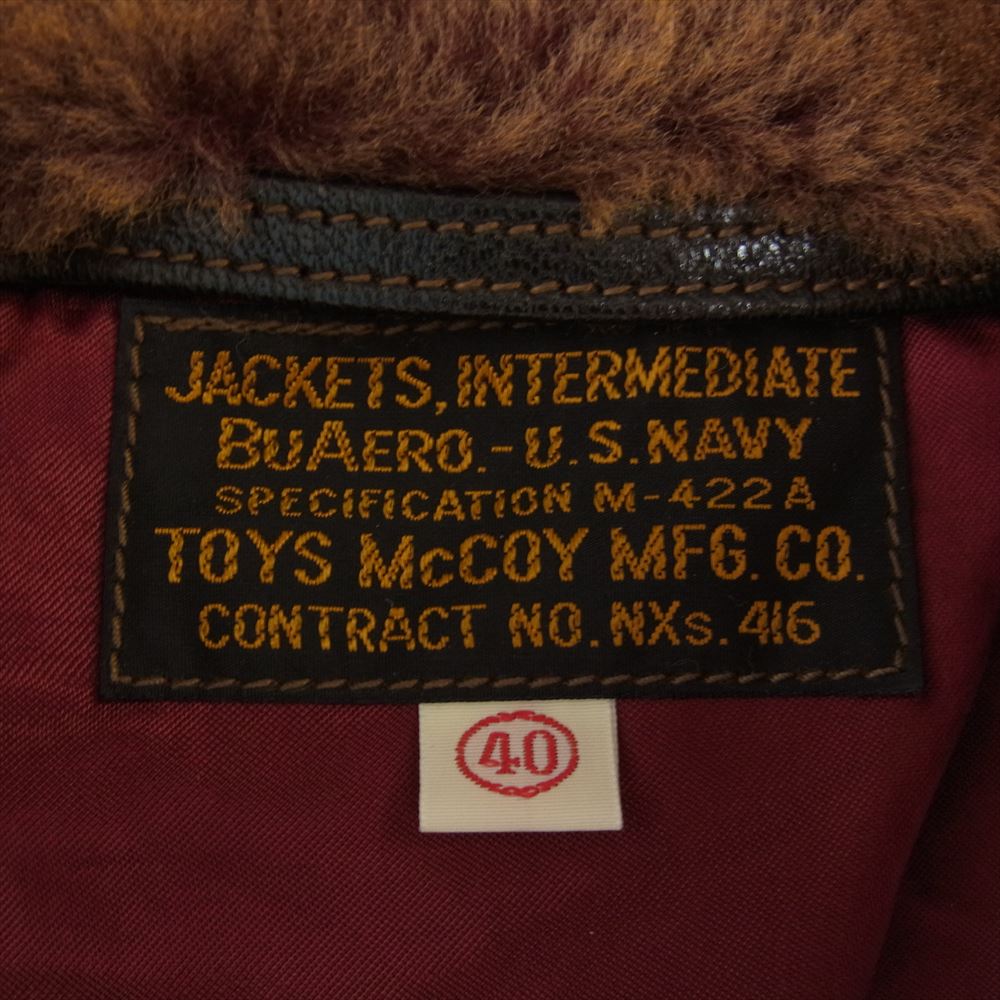 JACKETS, INTERMEDIATE
BUAERO.-U.S.NAVY
SPECIFICATION M-422A
TOYS McCOY MFG. CO.
CONTRACT NO. NXs. 416
40